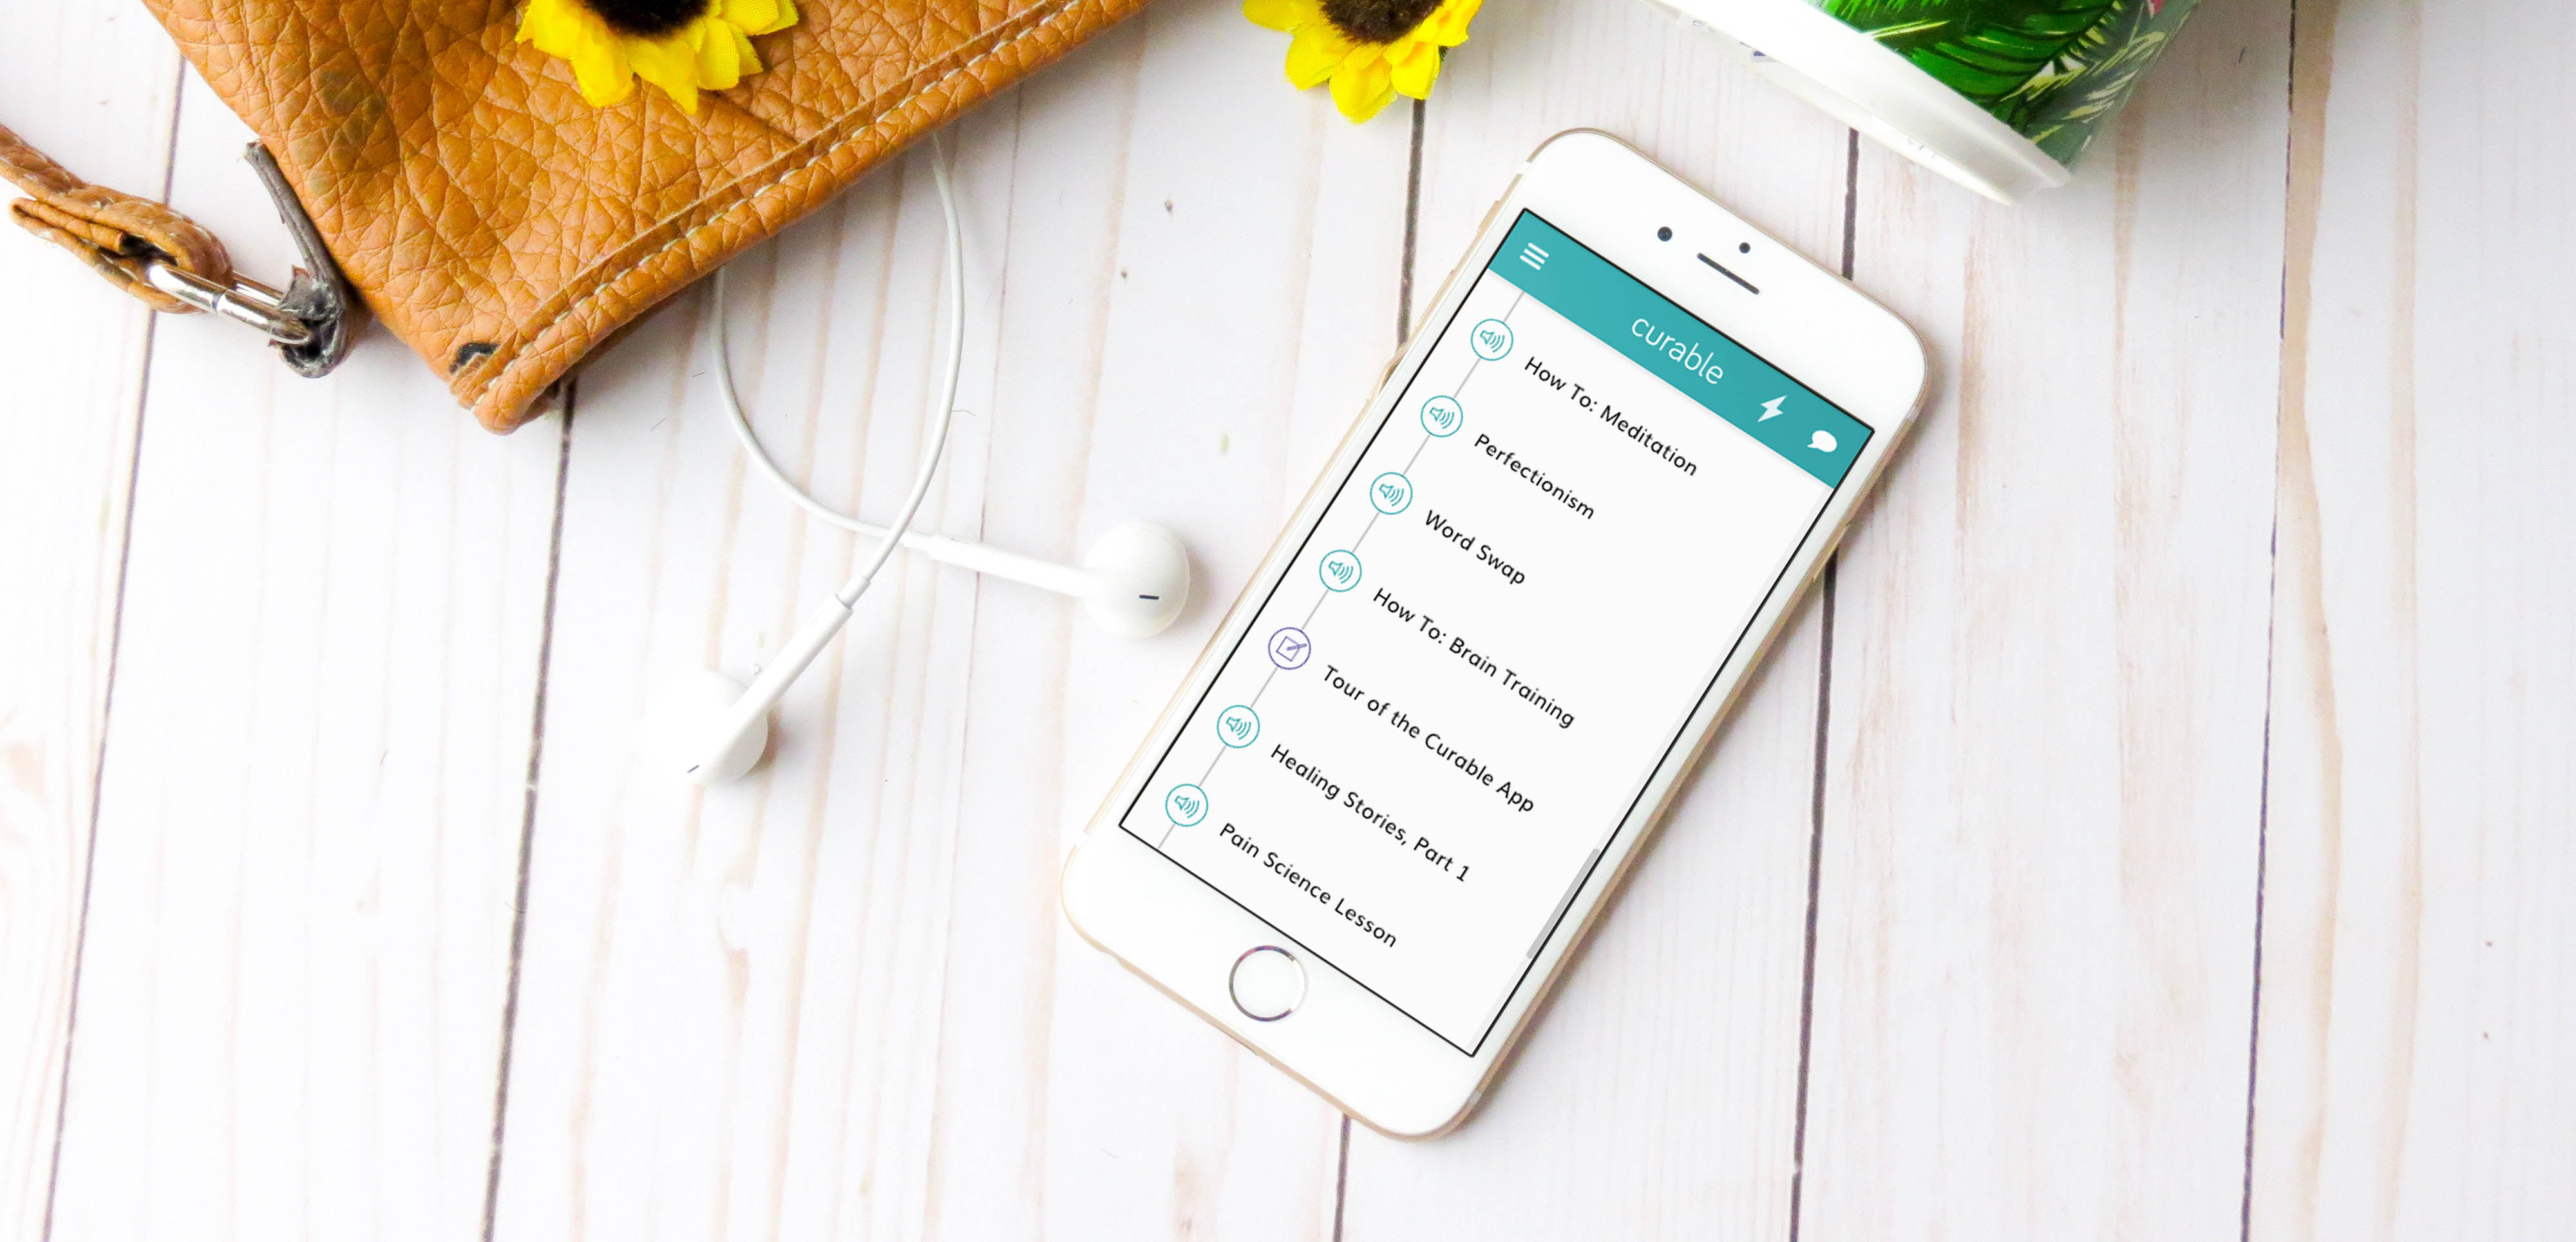 curable
How To: Meditation
Perfectionism
Word Swap
How To: Brain Training
Tour of the Curable App
Healing Stories, Part 1
Pain Science Lesson